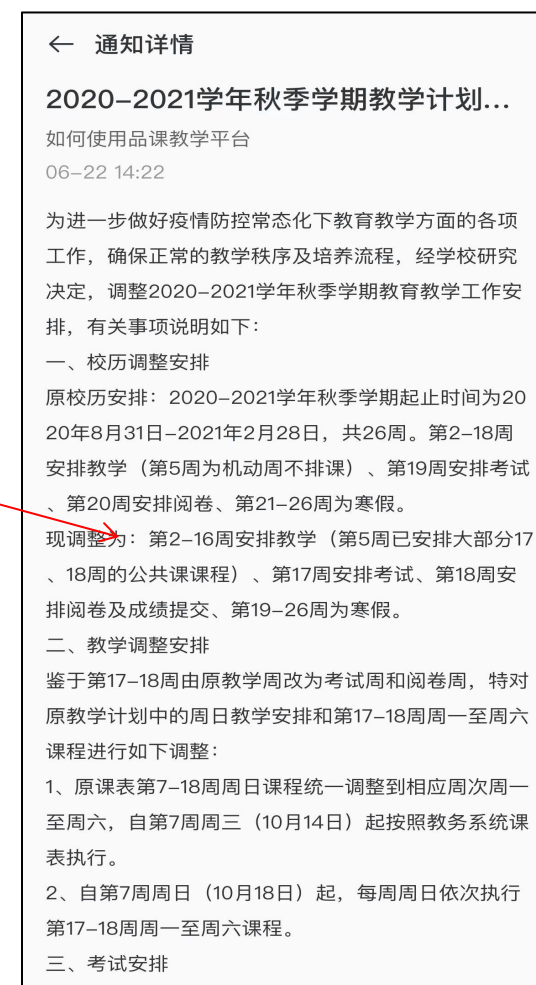 ← 通知详情
2020–2021学年秋季学期教学计划...
如何使用品课教学平台
06–22 14:22
为进一步做好疫情防控常态化下教育教学方面的各项
工作，确保正常的教学秩序及培养流程，经学校研究
决定，调整2020–2021学年秋季学期教育教学工作安
排，有关事项说明如下：
一、校历调整安排
原校历安排：2020–2021学年秋季学期起止时间为20
20年8月31日–2021年2月28日，共26周。第2–18周
安排教学（第5周为机动周不排课）、第19周安排考试
、第20周安排阅卷、第21–26周为寒假。
现调整为：第2–16周安排教学（第5周已安排大部分17
、18周的公共课课程）、第17周安排考试、第18周安
排阅卷及成绩提交、第19–26周为寒假。
二、教学调整安排
鉴于第17–18周由原教学周改为考试周和阅卷周，特对
原教学计划中的周日教学安排和第17–18周周一至周六
课程进行如下调整：
1、原课表第7–18周周日课程统一调整到相应周次周一
至周六，自第7周周三（10月14日）起按照教务系统课
表执行。
2、自第7周周日（10月18日）起，每周周日依次执行
第17–18周周一至周六课程。
三、考试安排